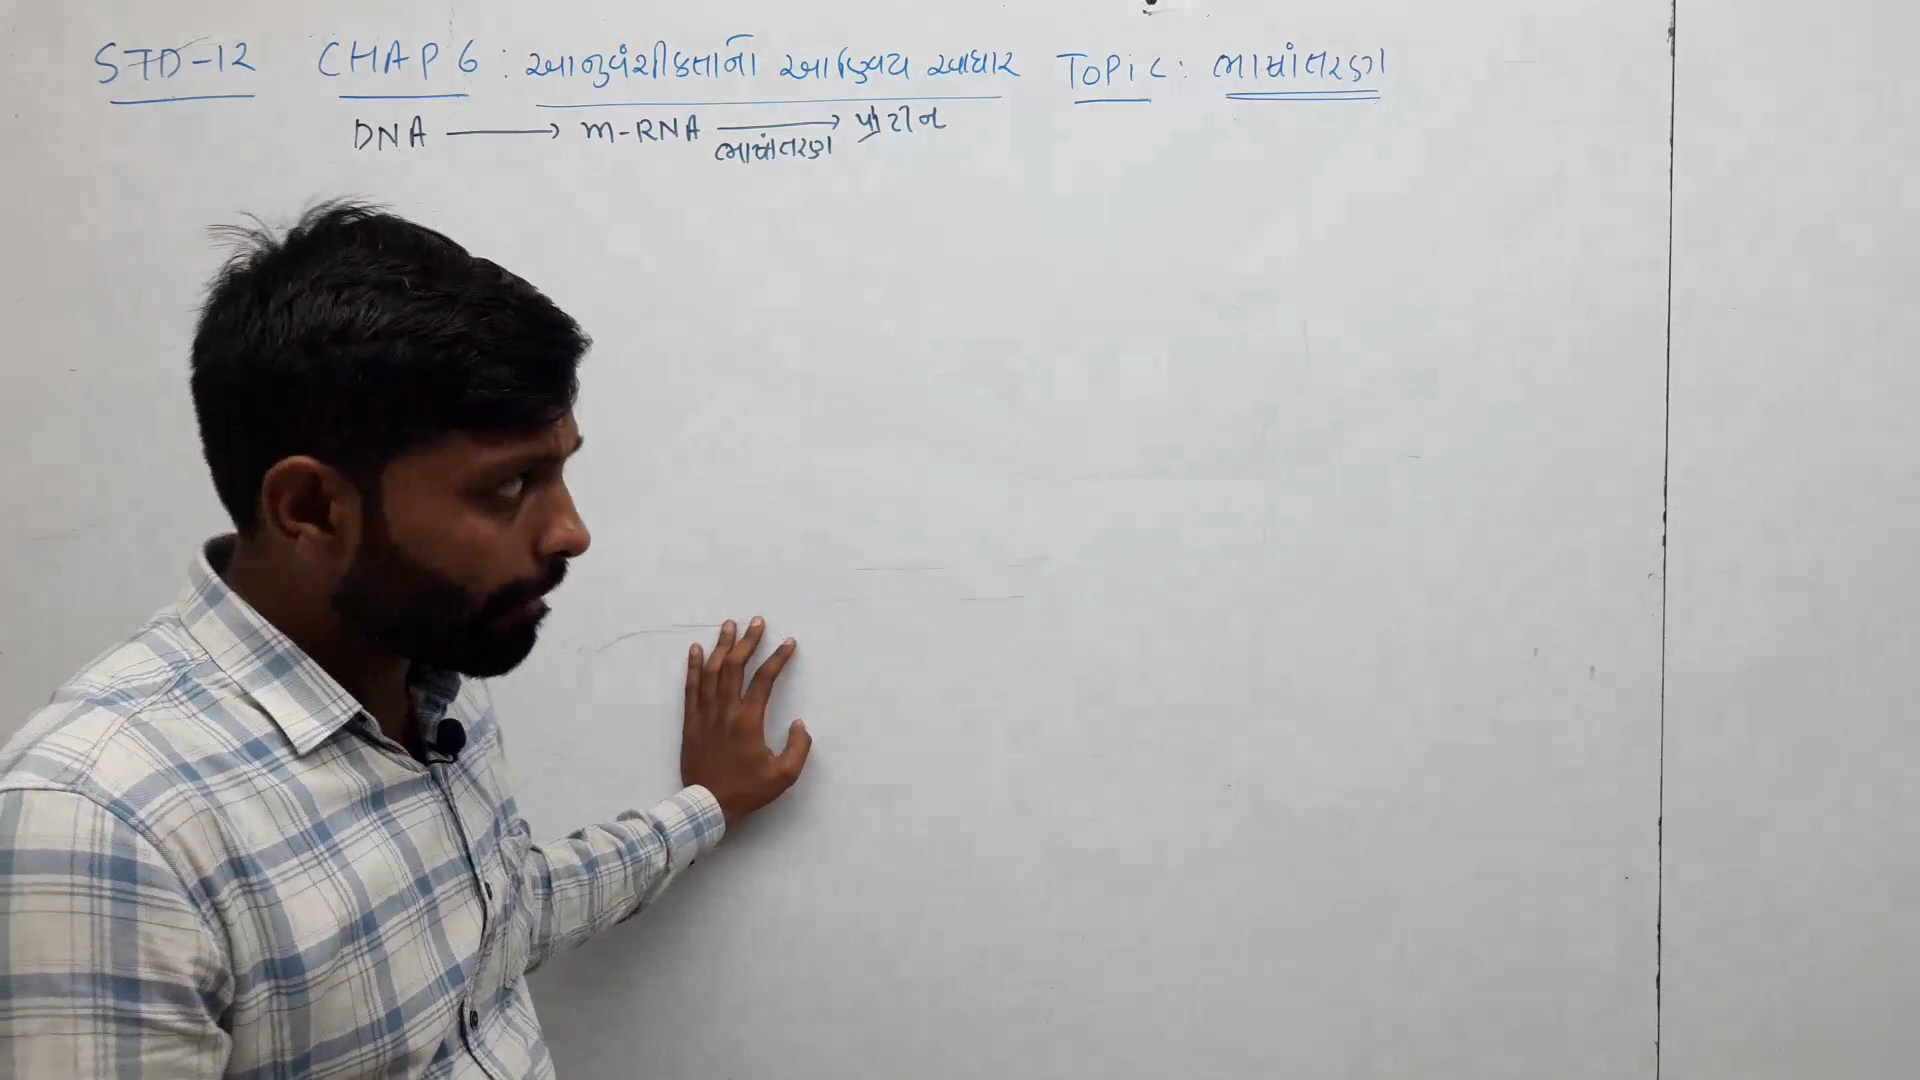 STD-12 CHAP 6 : આનુવંશીકતાનો આણ્વિય આધાર TOPIC : ભાષાંતરણ
DNA ⟶ m-RNA ⟶ પ્રોટીન
ભાષાંતરણ